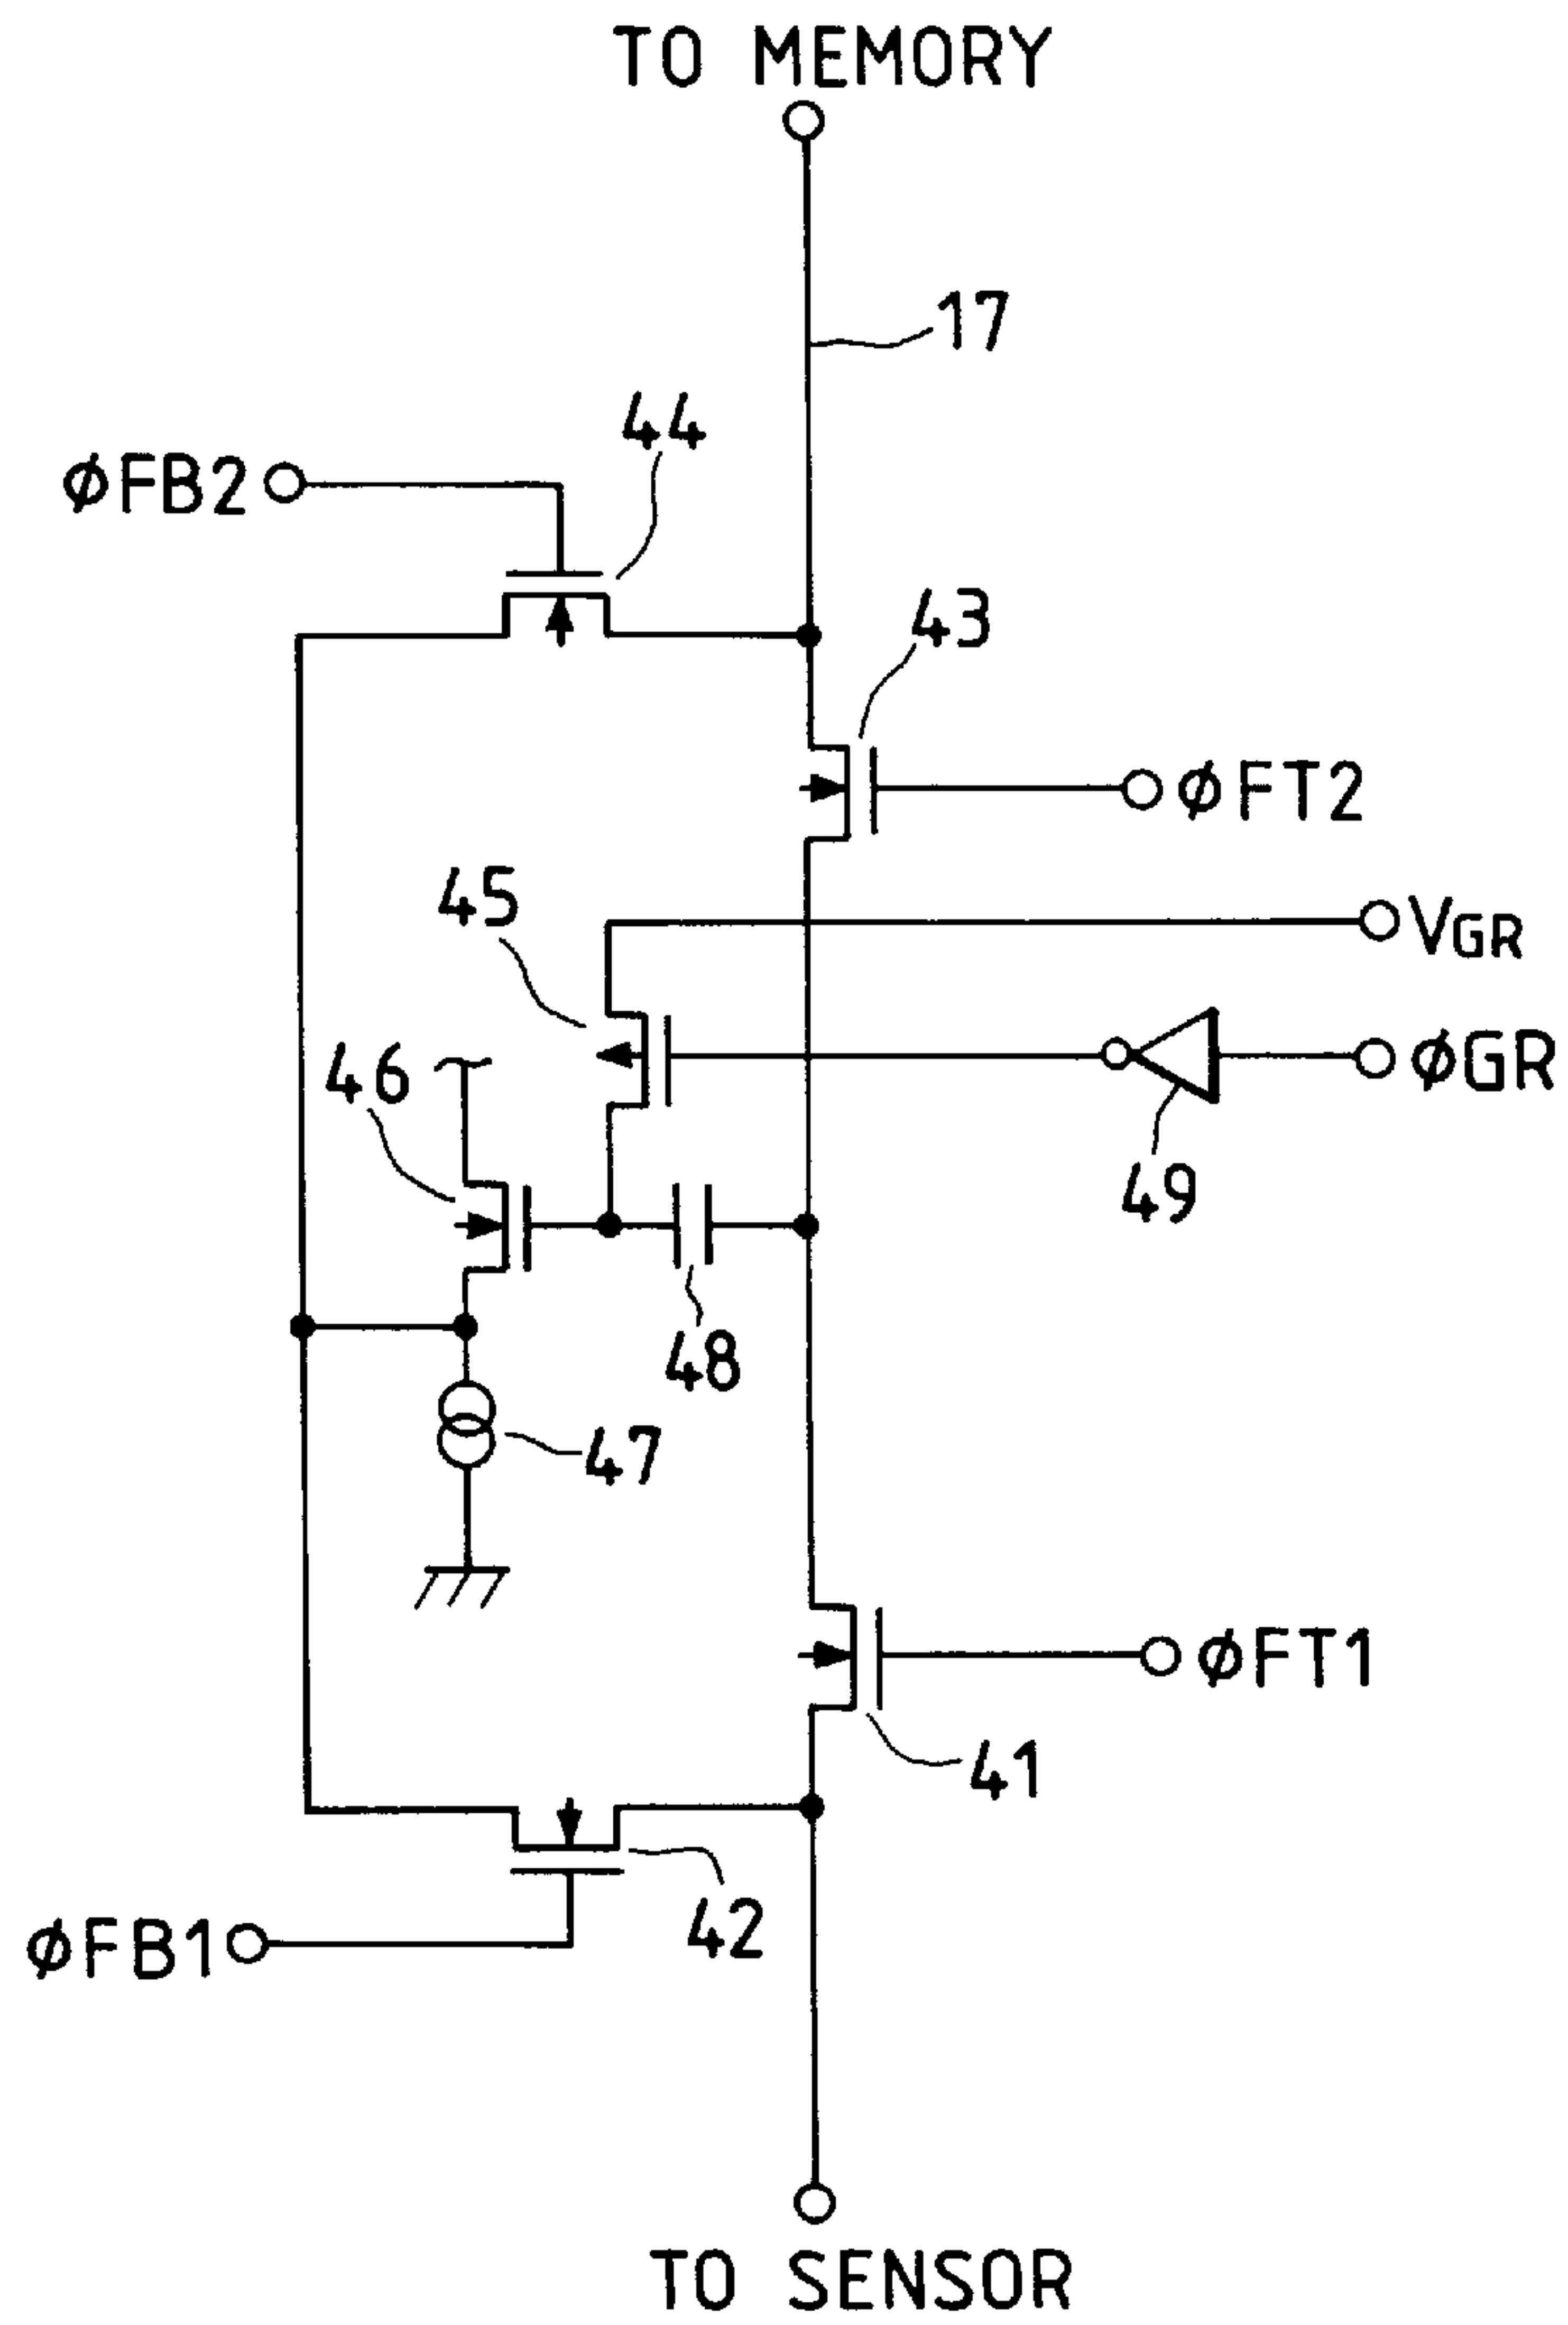 TO MEMORY
17
44
øFB2
43
øFT2
45
VGR
46
øGR
49
48
47
øFT1
41
42
øFB1
TO SENSOR